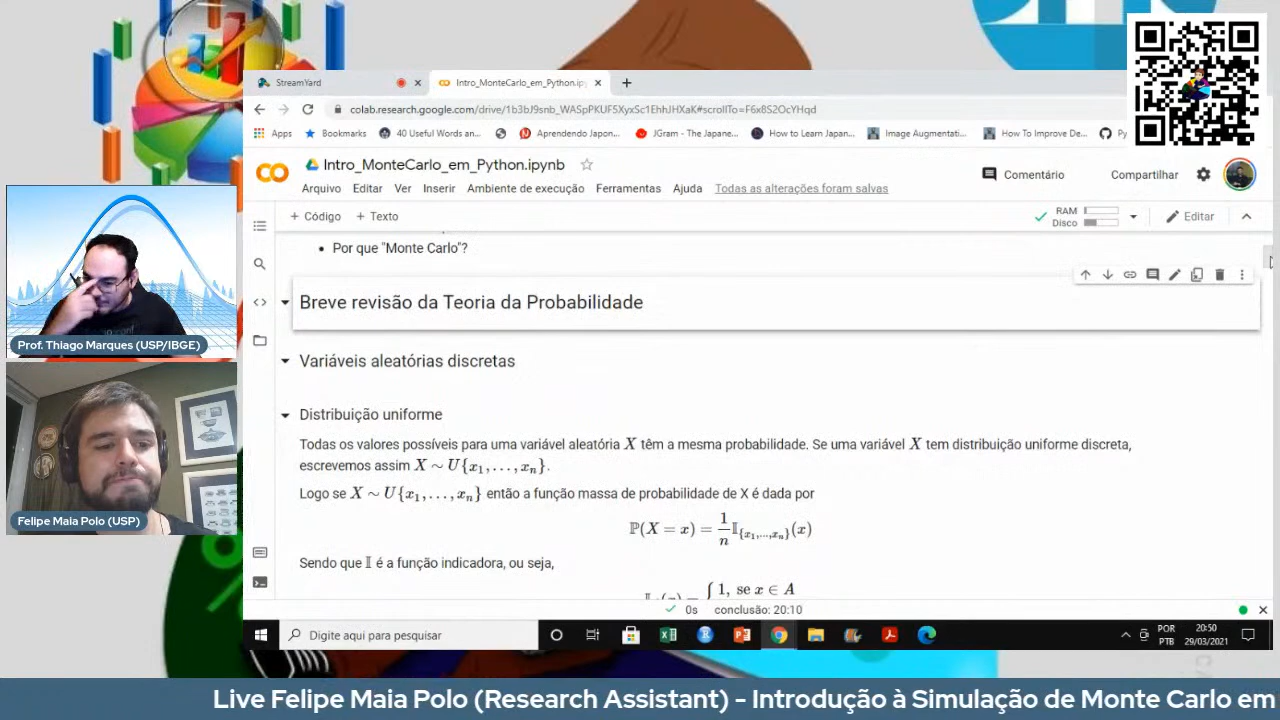 StreamYard
Intro_MonteCarlo_em_Python.ip
colab.research.google.com/drive/1b3bJ9snb_WASpPKUF5XyxSc1EhhJHXaK#scrollTo=F6x8S2OcYHqd
Apps
Bookmarks
40 Useful Words an...
Aprendendo Japon...
JGram - The Japane...
How to Learn Japan...
Image Augmentati...
How To Improve De...
Intro_MonteCarlo_em_Python.ipynb
Comentário
Compartilhar
Arquivo Editar Ver Inserir Ambiente de execução Ferramentas Ajuda Todas as alterações foram salvas
+ Código + Texto
RAM
Disco
Editar
• Por que "Monte Carlo"?
Breve revisão da Teoria da Probabilidade
Variáveis aleatórias discretas
Distribuição uniforme
Todas os valores possíveis para uma variável aleatória X têm a mesma probabilidade. Se uma variável X tem distribuição uniforme discreta,
escrevemos assim X ∼ U{x₁, . . . , xₙ}.
Logo se X ∼ U{x₁, . . . , xₙ} então a função massa de probabilidade de X é dada por
ℙ(X = x) = 1/n 𝕀_{x₁,...,xₙ}(x)
Sendo que 𝕀 é a função indicadora, ou seja,
1, se x ∈ A
0s conclusão: 20:10
Prof. Thiago Marques (USP/IBGE)
Felipe Maia Polo (USP)
Digite aqui para pesquisar
POR
PTB
20:50
29/03/2021
Live Felipe Maia Polo (Research Assistant) - Introdução à Simulação de Monte Carlo em